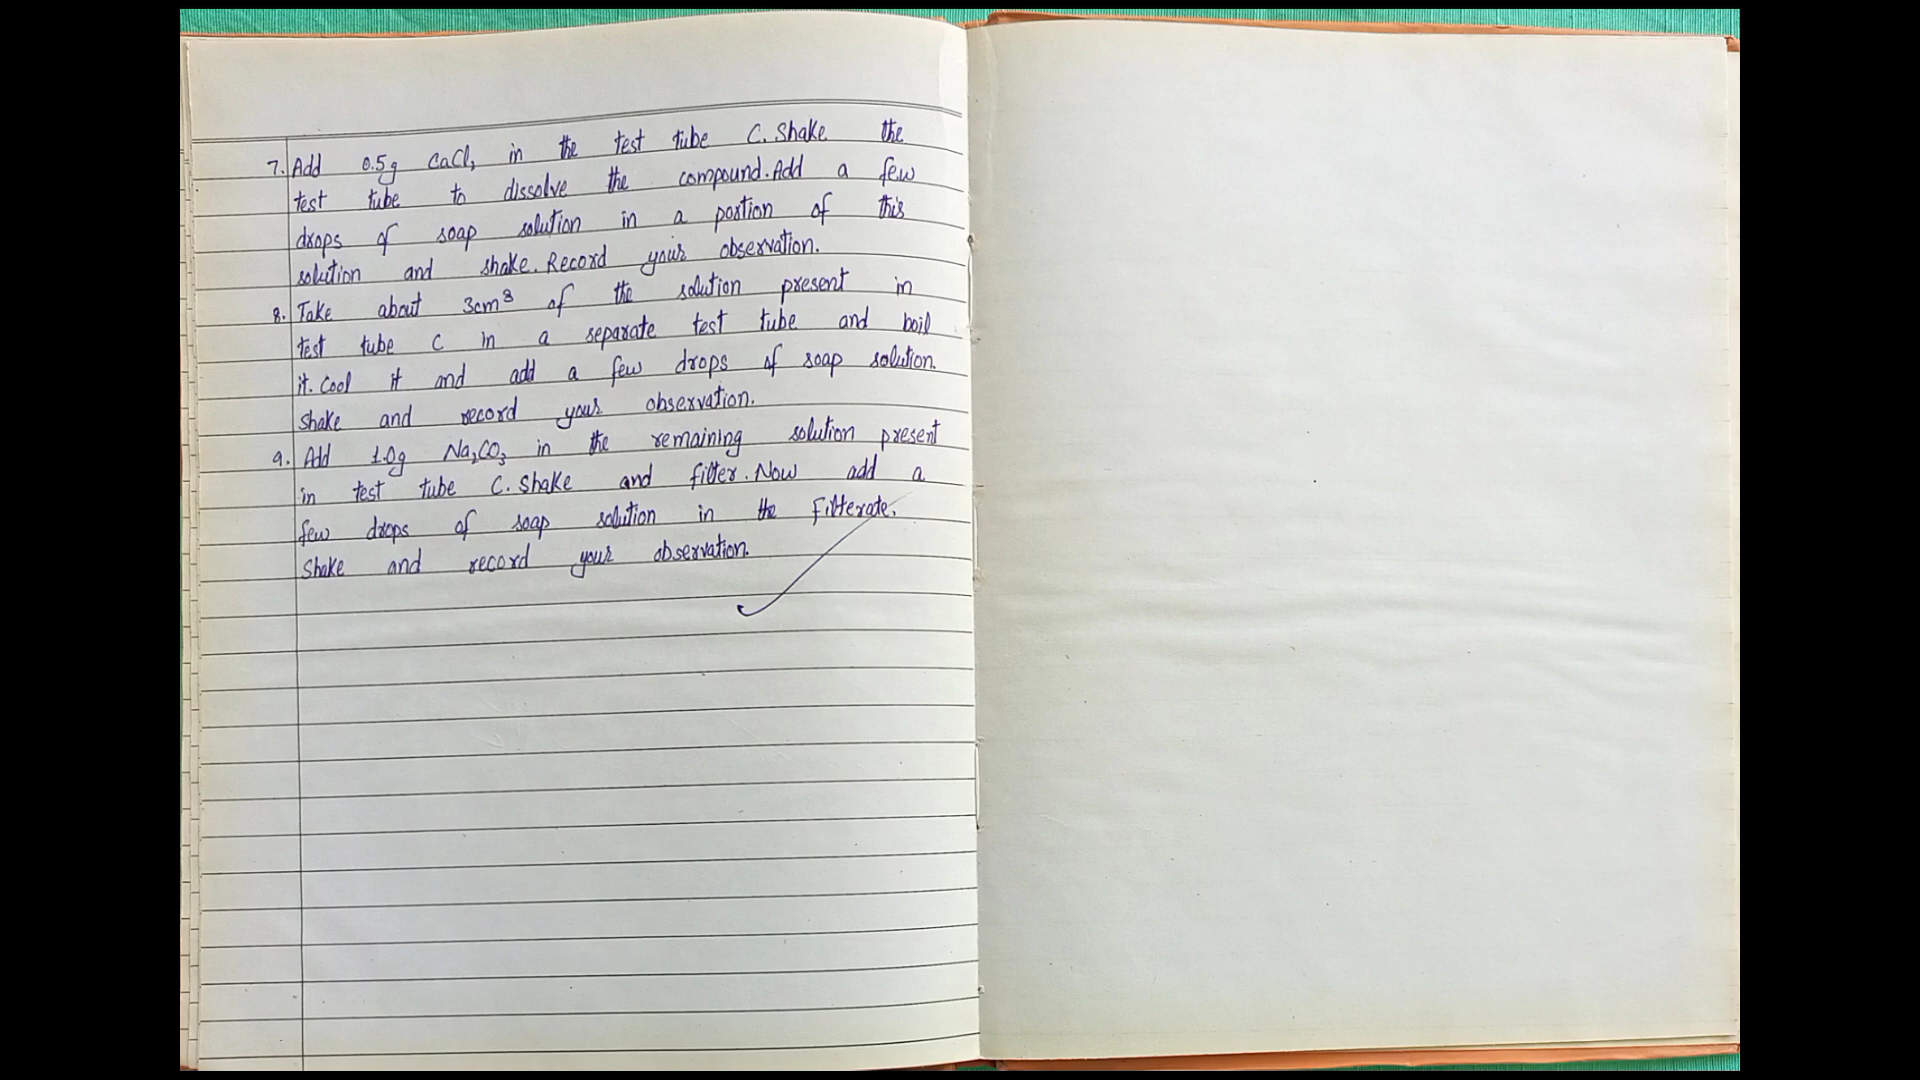 7. Add 0.5g CaCl₂ in the test tube C. Shake the
test tube to dissolve the compound. Add a few
drops of soap solution in a portion of this
solution and shake. Record your observation.
8. Take about 3cm³ of the solution present in
test tube C in a separate test tube and boil
it. Cool it and add a few drops of soap solution.
Shake and record your observation.
9. Add 1.0g Na₂CO₃ in the remaining solution present
in test tube C. Shake and filter. Now add a
few drops of soap solution in the Filterate.
Shake and record your observation.